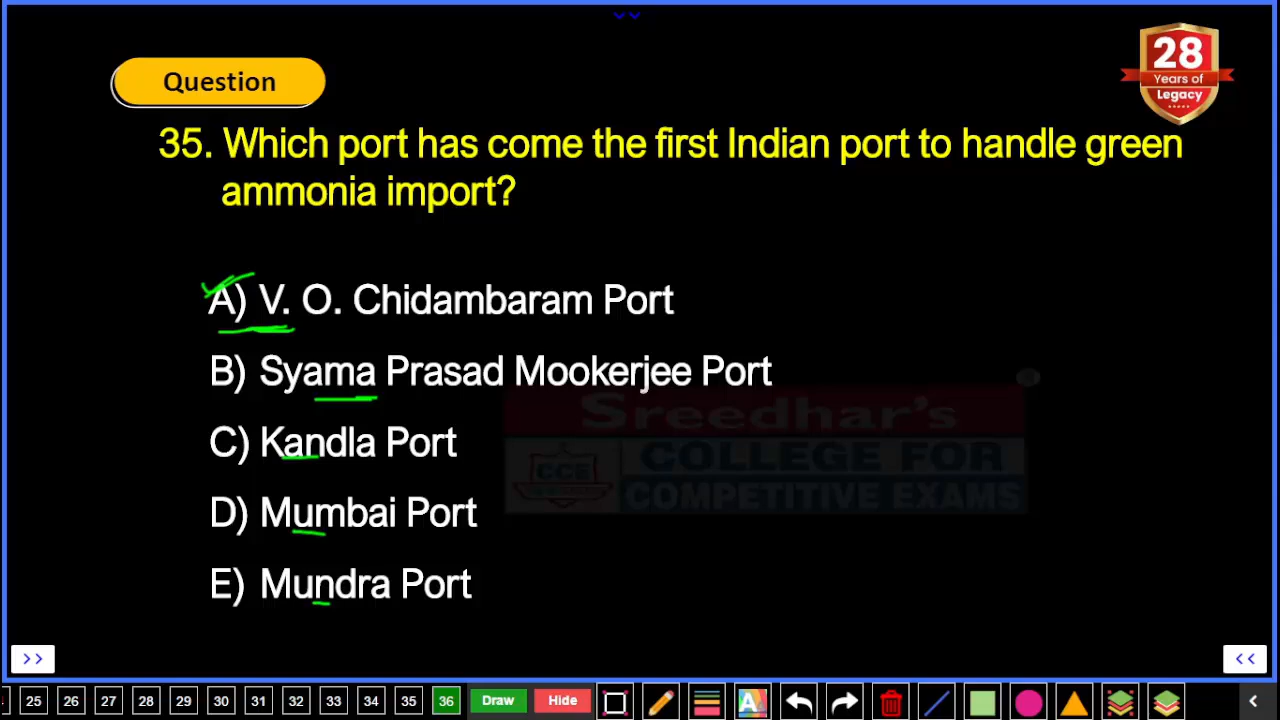 28
Years of
Legacy
Question
35. Which port has come the first Indian port to handle green
ammonia import?
A) V. O. Chidambaram Port
B) Syama Prasad Mookerjee Port
C) Kandla Port
D) Mumbai Port
E) Mundra Port
Sreedhar's
CCE
COLLEGE FOR
COMPETITIVE EXAMS
>>
<<
25 26 27 28 29 30 31 32 33 34 35 36 Draw Hide A